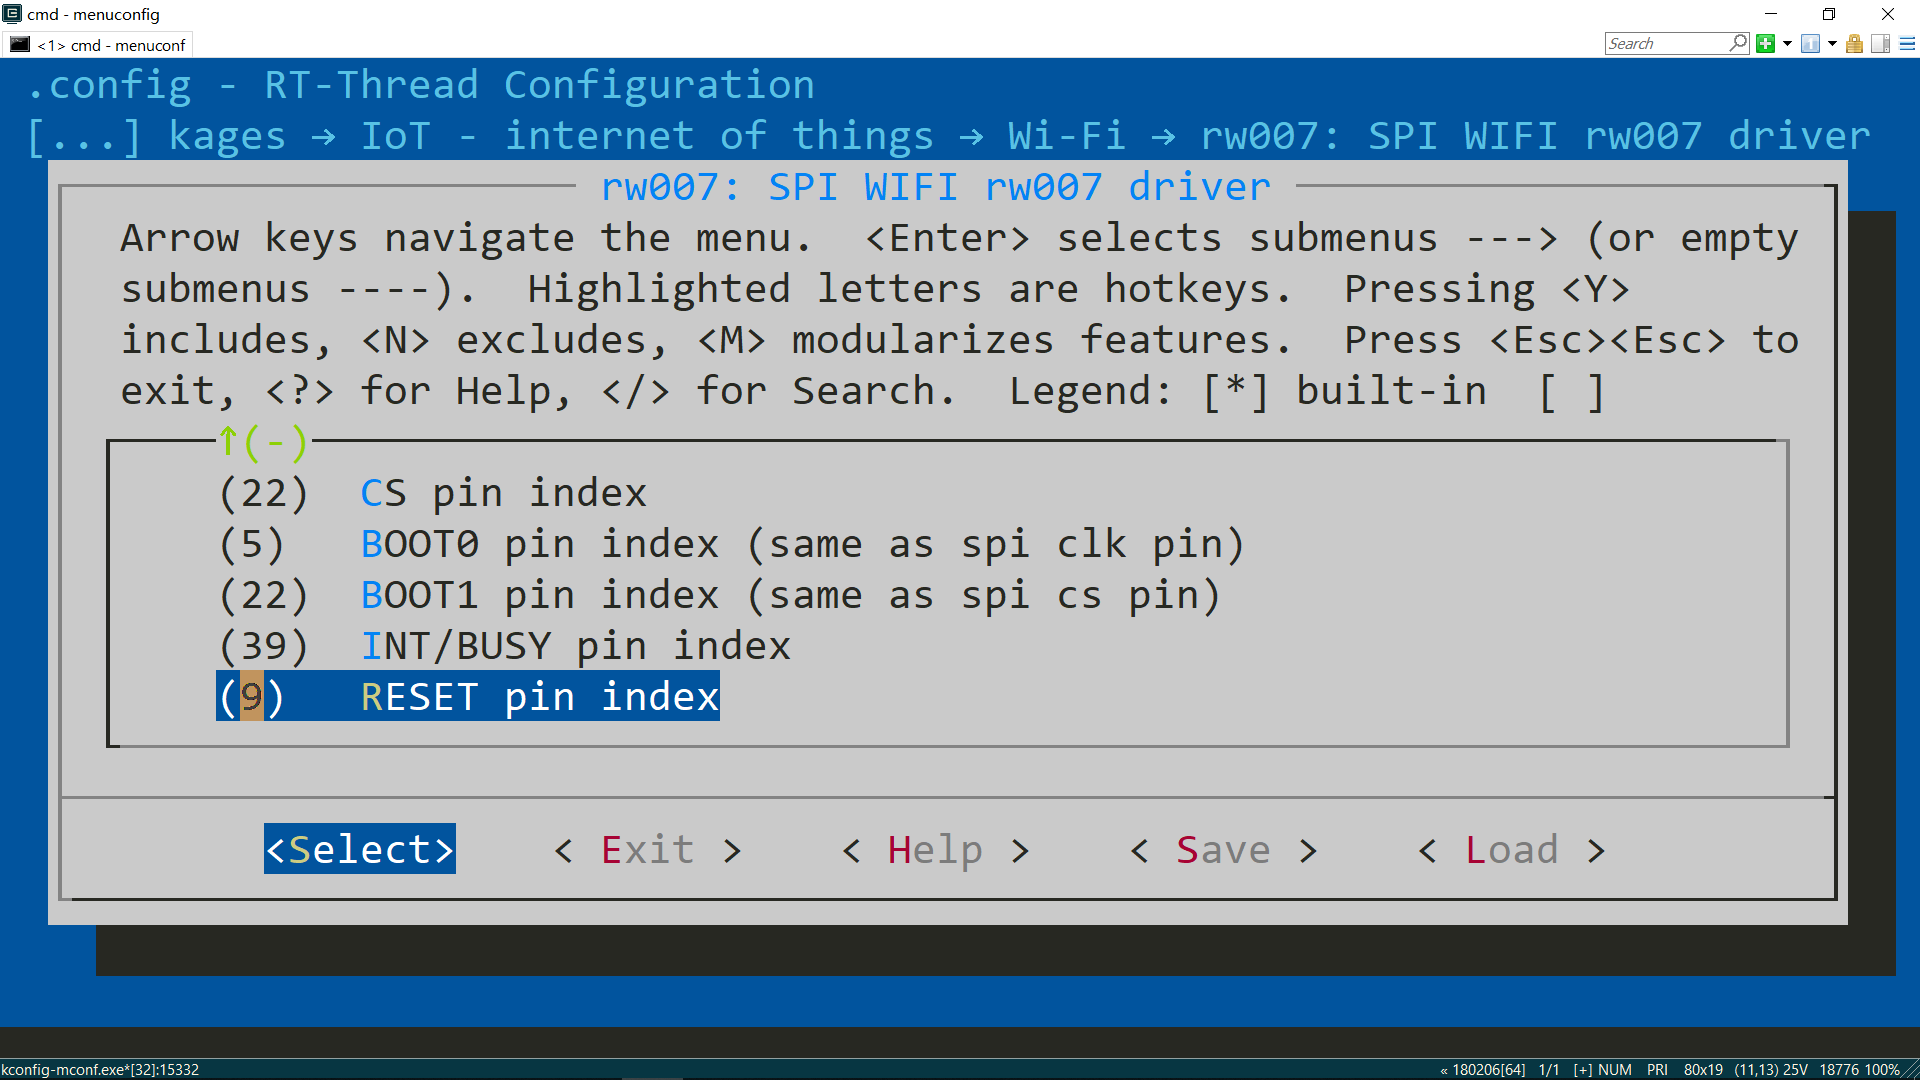 cmd - menuconfig
<1> cmd - menuconf
Search
.config - RT-Thread Configuration
[...] kages → IoT - internet of things → Wi-Fi → rw007: SPI WIFI rw007 driver
rw007: SPI WIFI rw007 driver
Arrow keys navigate the menu.  <Enter> selects submenus ---> (or empty
submenus ----).  Highlighted letters are hotkeys.  Pressing <Y>
includes, <N> excludes, <M> modularizes features.  Press <Esc><Esc> to
exit, <?> for Help, </> for Search.  Legend: [*] built-in  [ ]
↑(-)
(22)  CS pin index
(5)   BOOT0 pin index (same as spi clk pin)
(22)  BOOT1 pin index (same as spi cs pin)
(39)  INT/BUSY pin index
(9)   RESET pin index
<Select>    < Exit >    < Help >    < Save >    < Load >
kconfig-mconf.exe*[32]:15332    « 180206[64]  1/1  [+] NUM  PRI  80x19  (11,13) 25V  18776 100%